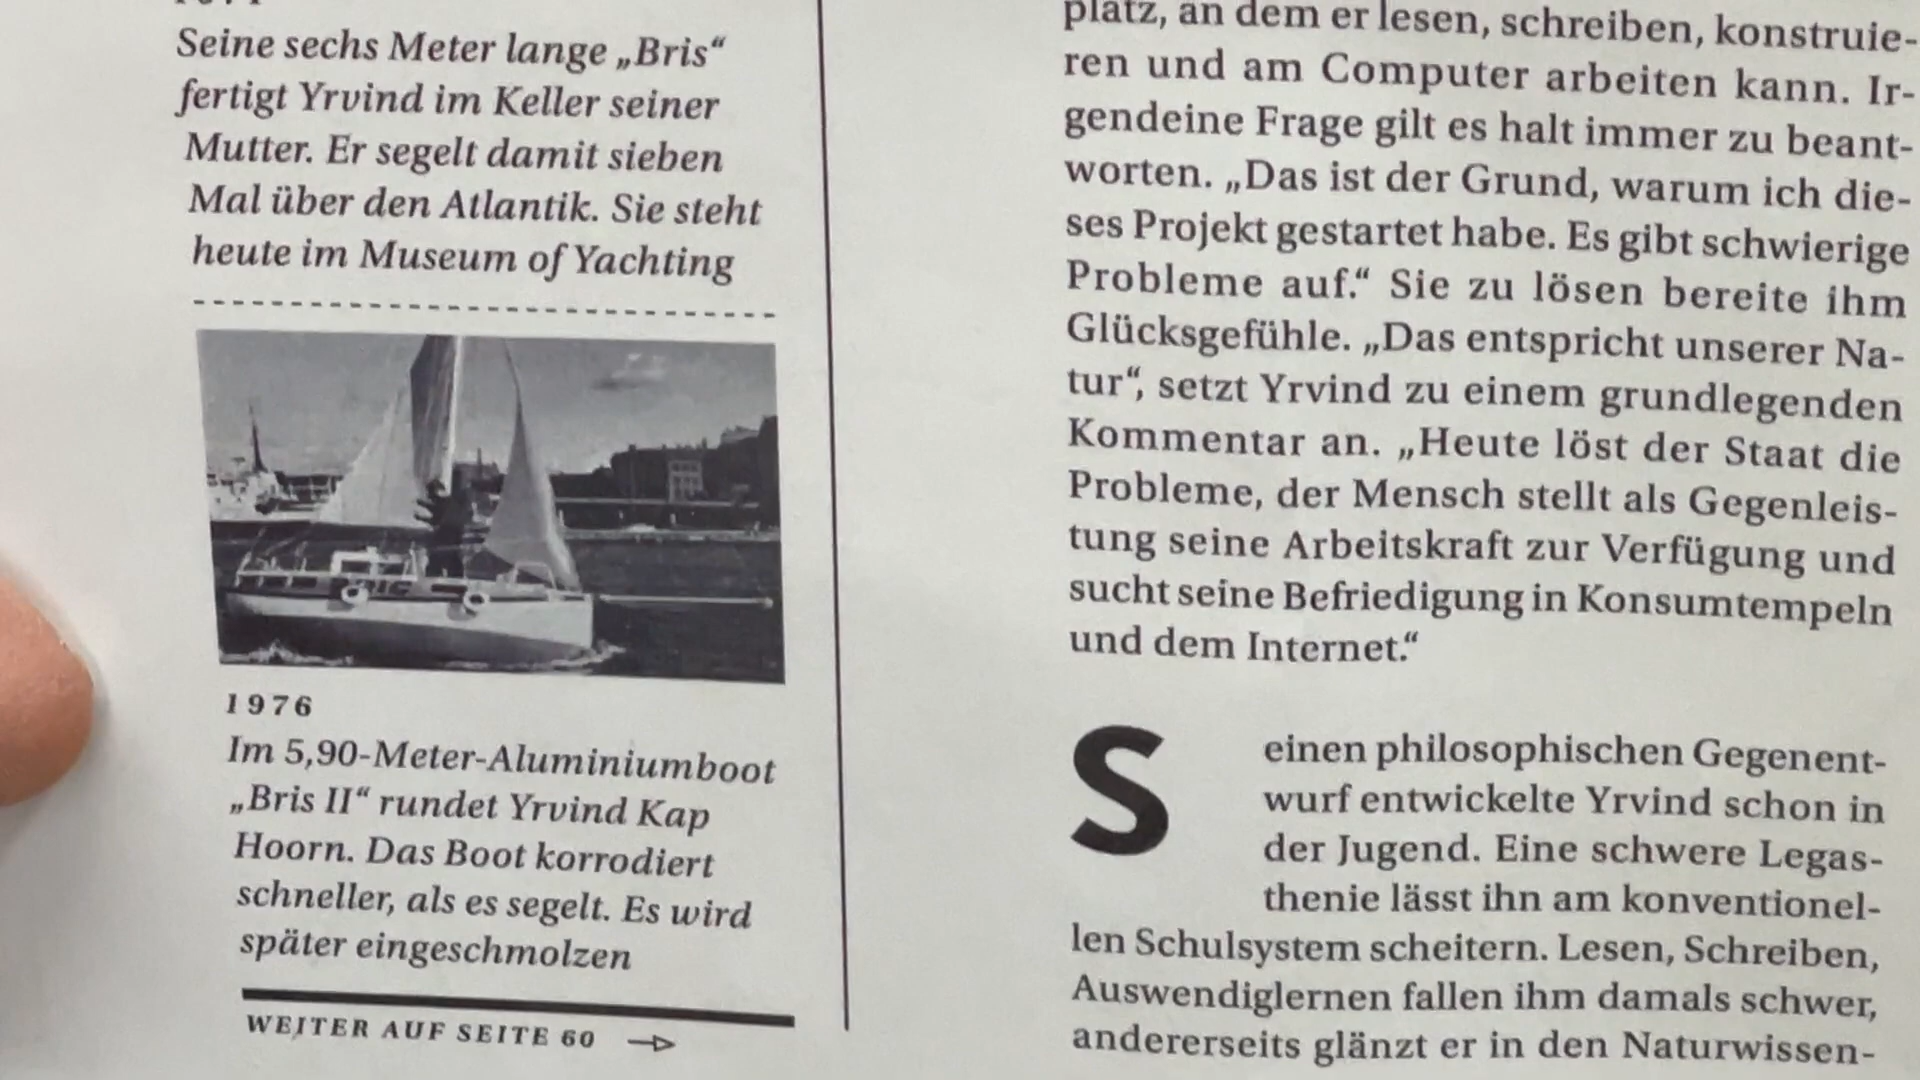 Seine sechs Meter lange „Bris“
fertigt Yrvind im Keller seiner
Mutter. Er segelt damit sieben
Mal über den Atlantik. Sie steht
heute im Museum of Yachting
1976
Im 5,90-Meter-Aluminiumboot
„Bris II“ rundet Yrvind Kap
Hoorn. Das Boot korrodiert
schneller, als es segelt. Es wird
später eingeschmolzen
WEITER AUF SEITE 60
platz, an dem er lesen, schreiben, konstruie-
ren und am Computer arbeiten kann. Ir-
gendeine Frage gilt es halt immer zu beant-
worten. „Das ist der Grund, warum ich die-
ses Projekt gestartet habe. Es gibt schwierige
Probleme auf.“ Sie zu lösen bereite ihm
Glücksgefühle. „Das entspricht unserer Na-
tur“, setzt Yrvind zu einem grundlegenden
Kommentar an. „Heute löst der Staat die
Probleme, der Mensch stellt als Gegenleis-
tung seine Arbeitskraft zur Verfügung und
sucht seine Befriedigung in Konsumtempeln
und dem Internet.“
Seinen philosophischen Gegenent-
wurf entwickelte Yrvind schon in
der Jugend. Eine schwere Legas-
thenie lässt ihn am konventionel-
len Schulsystem scheitern. Lesen, Schreiben,
Auswendiglernen fallen ihm damals schwer,
andererseits glänzt er in den Naturwissen-